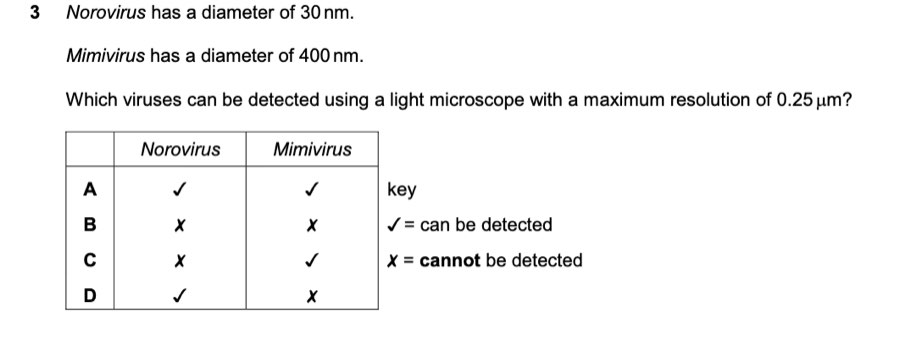 3 Norovirus has a diameter of 30 nm.
Mimivirus has a diameter of 400 nm.
Which viruses can be detected using a light microscope with a maximum resolution of 0.25 μm?
Norovirus Mimivirus
A ✓ ✓ key
B ✗ ✗ ✓ = can be detected
C ✗ ✓ ✗ = cannot be detected
D ✓ ✗